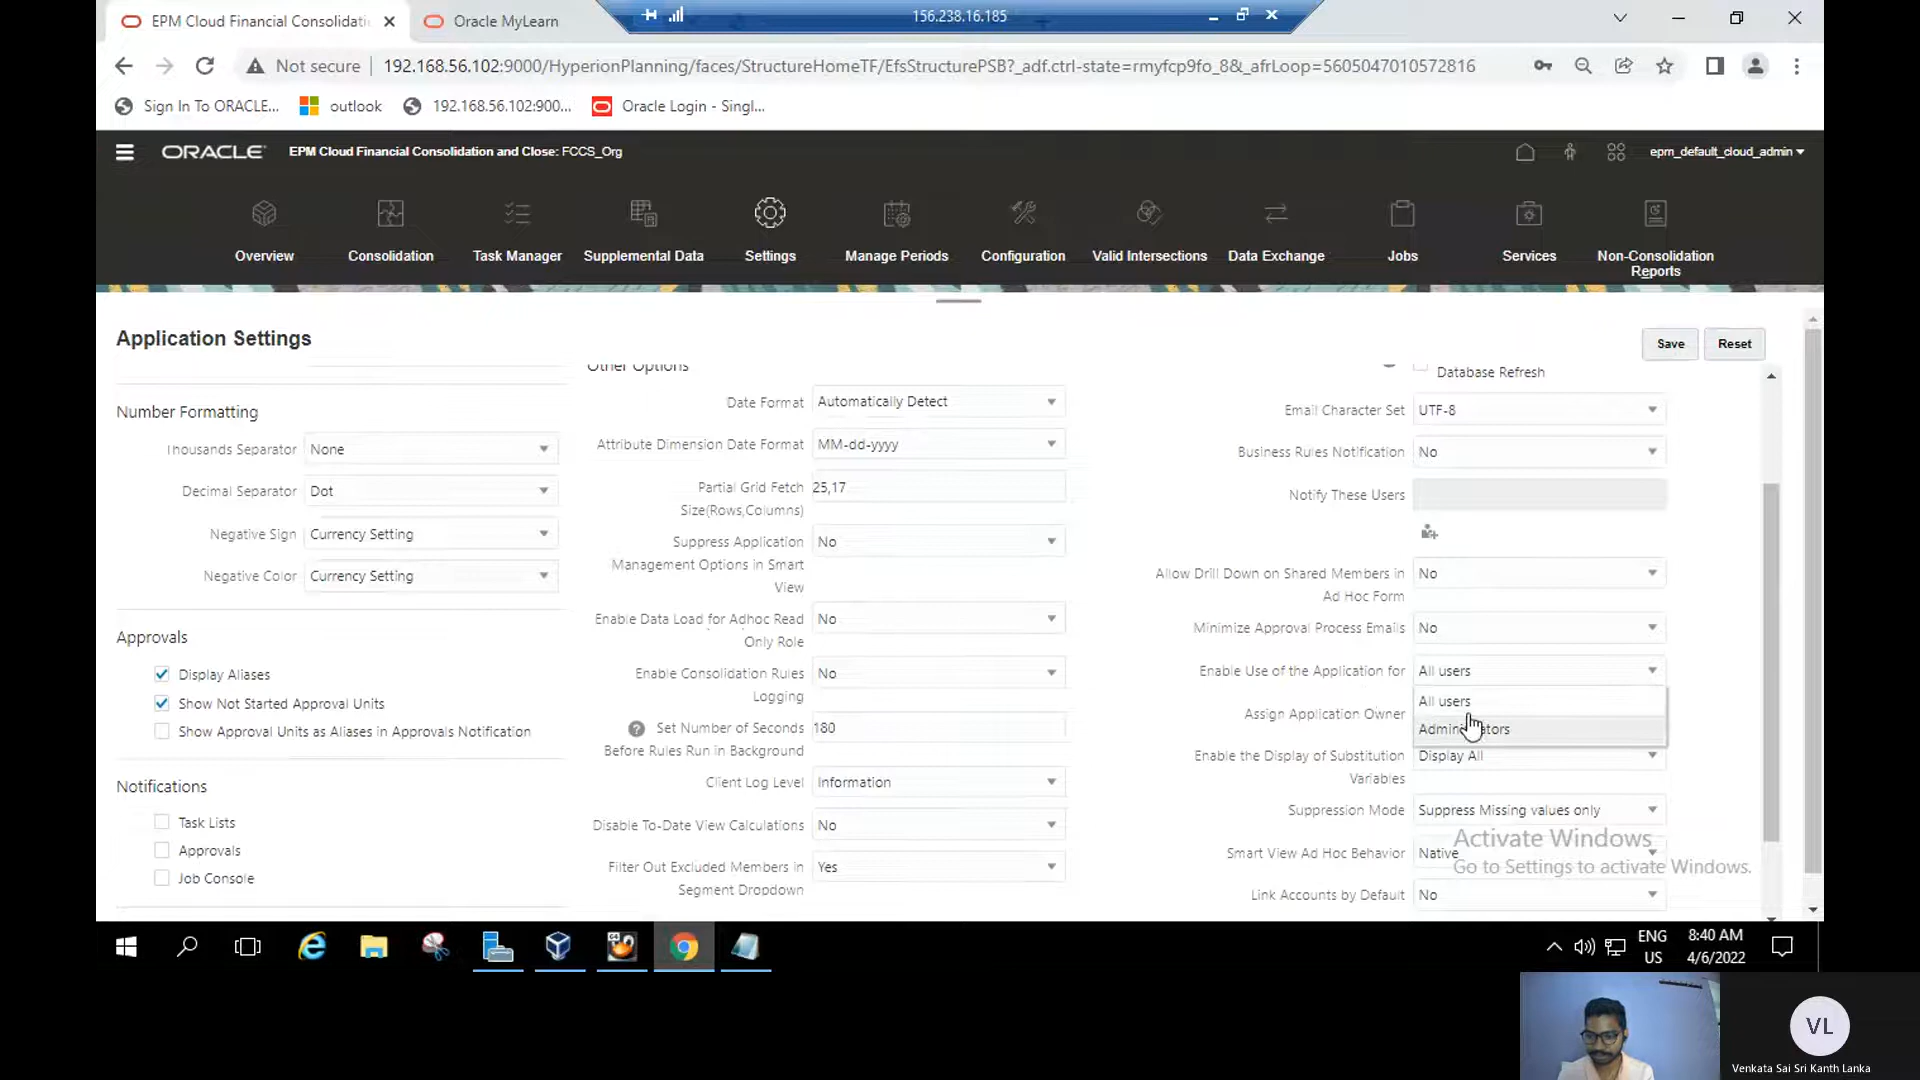 EPM Cloud Financial Consolidati
Oracle MyLearn
156.238.16.185
Not secure
192.168.56.102:9000/HyperionPlanning/faces/StructureHomeTF/EfsStructurePSB?_adf.ctrl-state=rmyfcp9fo_8&_afrLoop=5605047010572816
Sign In To ORACLE...
outlook
192.168.56.102:900...
Oracle Login - Singl...
ORACLE
EPM Cloud Financial Consolidation and Close: FCCS_Org
epm_default_cloud_admin
Overview
Consolidation
Task Manager
Supplemental Data
Settings
Manage Periods
Configuration
Valid Intersections
Data Exchange
Jobs
Services
Non-Consolidation
Reports
Application Settings
Save
Reset
Number Formatting
Thousands Separator None
Decimal Separator Dot
Negative Sign Currency Setting
Negative Color Currency Setting
Approvals
Display Aliases
Show Not Started Approval Units
Show Approval Units as Aliases in Approvals Notification
Notifications
Task Lists
Approvals
Job Console
Other Options
Date Format Automatically Detect
Attribute Dimension Date Format MM-dd-yyyy
Partial Grid Fetch 25,17
Size(Rows,Columns)
Suppress Application No
Management Options in Smart
View
Enable Data Load for Adhoc Read No
Only Role
Enable Consolidation Rules No
Logging
Set Number of Seconds 180
Before Rules Run in Background
Client Log Level Information
Disable To-Date View Calculations No
Filter Out Excluded Members in Yes
Segment Dropdown
Database Refresh
Email Character Set UTF-8
Business Rules Notification No
Notify These Users
Allow Drill Down on Shared Members in No
Ad Hoc Form
Minimize Approval Process Emails No
Enable Use of the Application for All users
All users
Assign Application Owner
Administrators
Enable the Display of Substitution Display All
Variables
Suppression Mode Suppress Missing values only
Activate Windows
Smart View Ad Hoc Behavior Native
Go to Settings to activate Windows.
Link Accounts by Default No
ENG
US
8:40 AM
4/6/2022
VL
Venkata Sai Sri Kanth Lanka